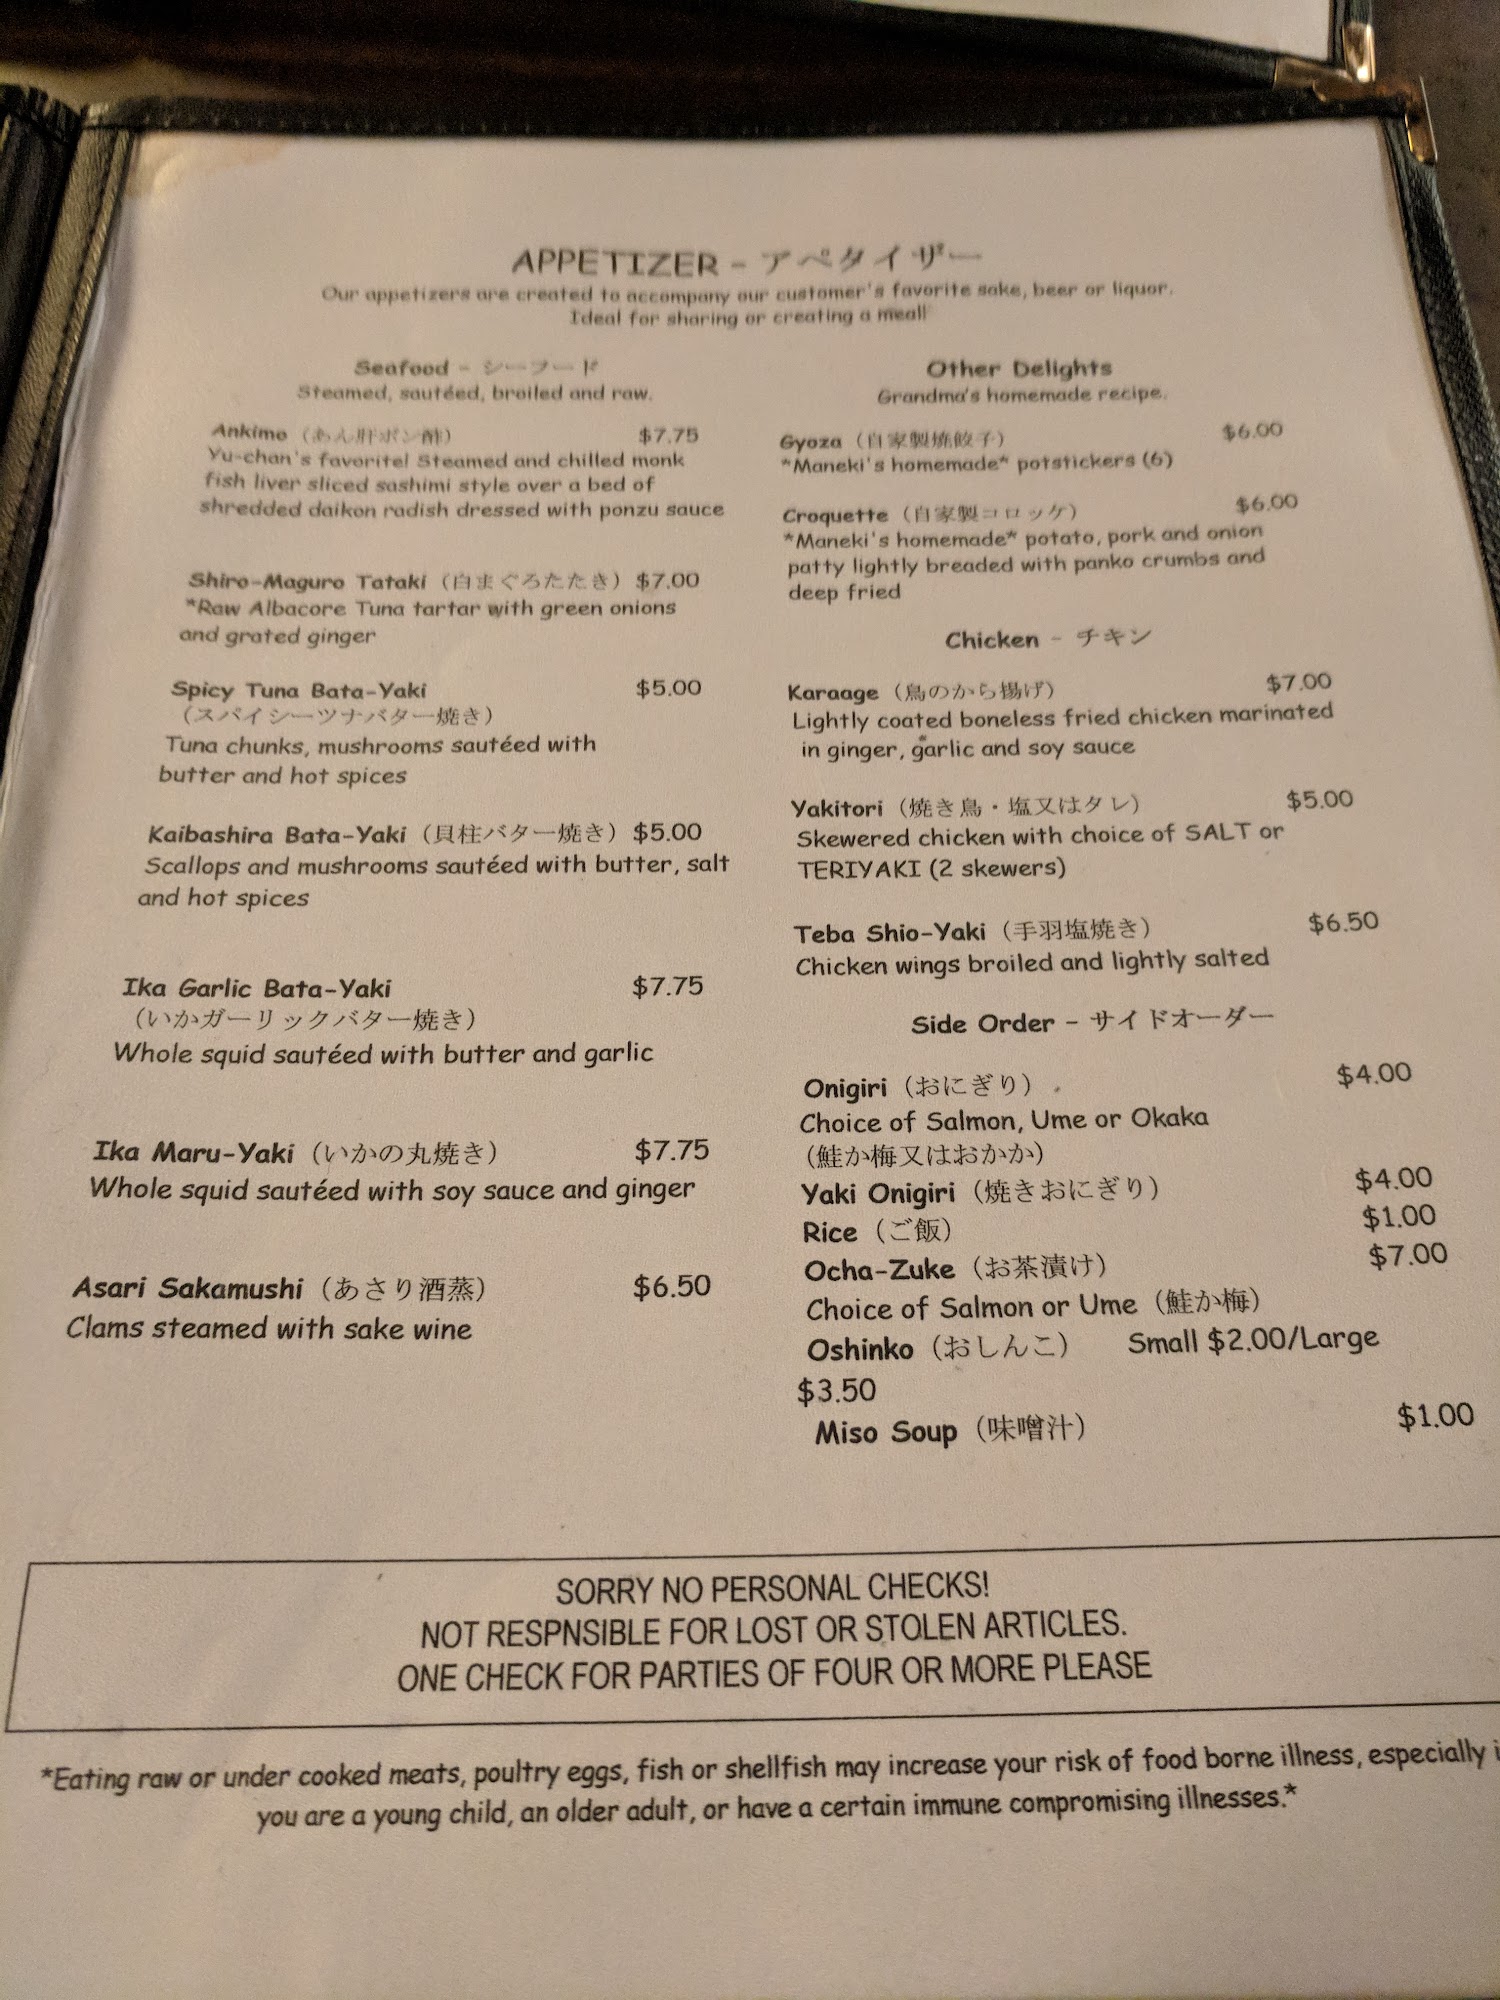 APPETIZER - アペタイザー
Our appetizers are created to accompany our customer's favorite sake, beer or liquor.
Ideal for sharing or creating a meal!
Seafood - シーフード
Steamed, sautéed, broiled and raw.
Ankimo（あん肝ポン酢） $7.75
Yu-chan's favorite! Steamed and chilled monk
fish liver sliced sashimi style over a bed of
shredded daikon radish dressed with ponzu sauce
Shiro-Maguro Tataki（白まぐろたたき）$7.00
*Raw Albacore Tuna tartar with green onions
and grated ginger
Spicy Tuna Bata-Yaki $5.00
（スパイシーツナバター焼き）
Tuna chunks, mushrooms sautéed with
butter and hot spices
Kaibashira Bata-Yaki（貝柱バター焼き）$5.00
Scallops and mushrooms sautéed with butter, salt
and hot spices
Ika Garlic Bata-Yaki $7.75
（いかガーリックバター焼き）
Whole squid sautéed with butter and garlic
Ika Maru-Yaki（いかの丸焼き） $7.75
Whole squid sautéed with soy sauce and ginger
Asari Sakamushi（あさり酒蒸） $6.50
Clams steamed with sake wine
Other Delights
Grandma's homemade recipe.
Gyoza（自家製焼餃子） $6.00
*Maneki's homemade* potstickers (6)
Croquette（自家製コロッケ） $6.00
*Maneki's homemade* potato, pork and onion
patty lightly breaded with panko crumbs and
deep fried
Chicken - チキン
Karaage（鳥のから揚げ） $7.00
Lightly coated boneless fried chicken marinated
in ginger, garlic and soy sauce
Yakitori（焼き鳥・塩又はタレ） $5.00
Skewered chicken with choice of SALT or
TERIYAKI (2 skewers)
Teba Shio-Yaki（手羽塩焼き） $6.50
Chicken wings broiled and lightly salted
Side Order - サイドオーダー
Onigiri（おにぎり） $4.00
Choice of Salmon, Ume or Okaka
（鮭か梅又はおかか）
Yaki Onigiri（焼きおにぎり） $4.00
Rice（ご飯） $1.00
Ocha-Zuke（お茶漬け） $7.00
Choice of Salmon or Ume（鮭か梅）
Oshinko（おしんこ） Small $2.00/Large
$3.50
Miso Soup（味噌汁） $1.00
SORRY NO PERSONAL CHECKS!
NOT RESPNSIBLE FOR LOST OR STOLEN ARTICLES.
ONE CHECK FOR PARTIES OF FOUR OR MORE PLEASE
*Eating raw or under cooked meats, poultry eggs, fish or shellfish may increase your risk of food borne illness, especially
you are a young child, an older adult, or have a certain immune compromising illnesses.*